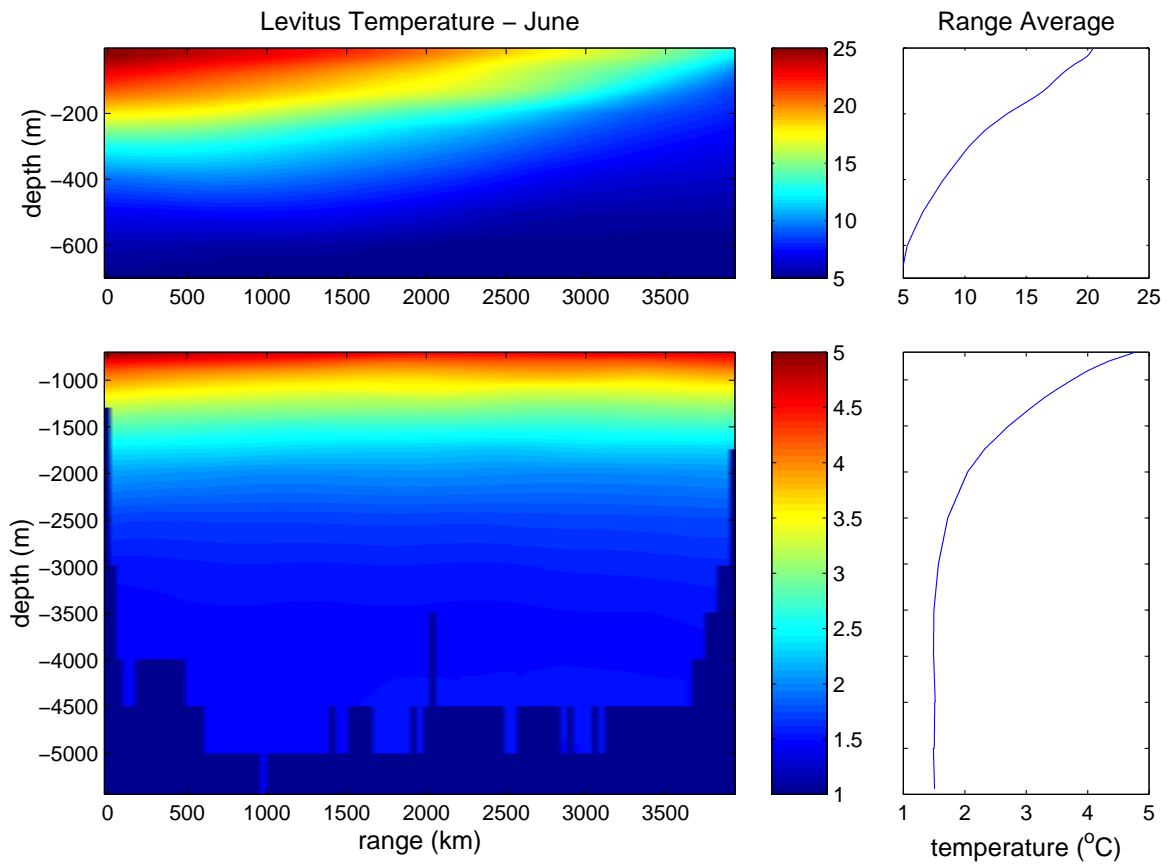 Levitus Temperature – June
Range Average
depth (m)
−200
−400
−600
0 500 1000 1500 2000 2500 3000 3500
25
20
15
10
5
5 10 15 20 25
depth (m)
−1000
−1500
−2000
−2500
−3000
−3500
−4000
−4500
−5000
0 500 1000 1500 2000 2500 3000 3500
range (km)
5
4.5
4
3.5
3
2.5
2
1.5
1
1 2 3 4 5
temperature (°C)